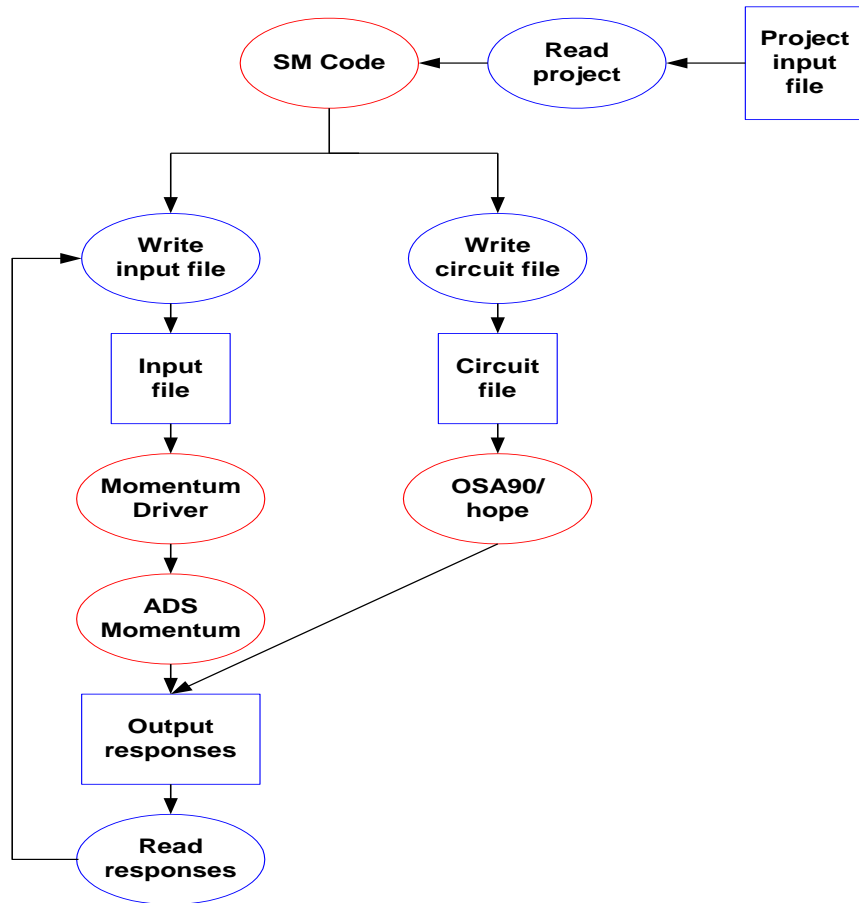 SM Code
Read
project
Project
input
file
Write
input file
Write
circuit file
Input
file
Circuit
file
Momentum
Driver
OSA90/
hope
ADS
Momentum
Output
responses
Read
responses